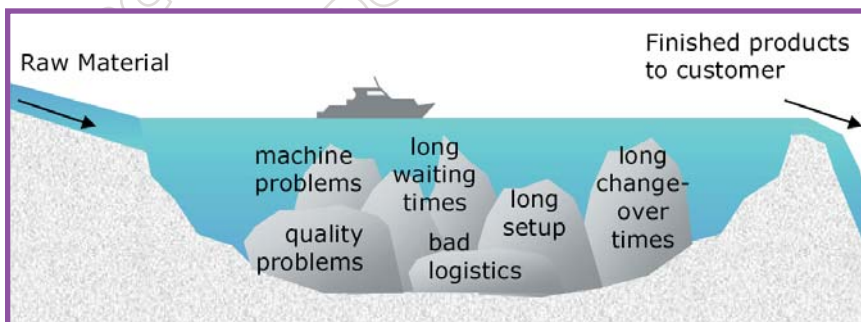 Raw Material
Finished products
to customer
machine
problems
long
waiting
times
long
setup
long
change-
over
times
quality
problems
bad
logistics